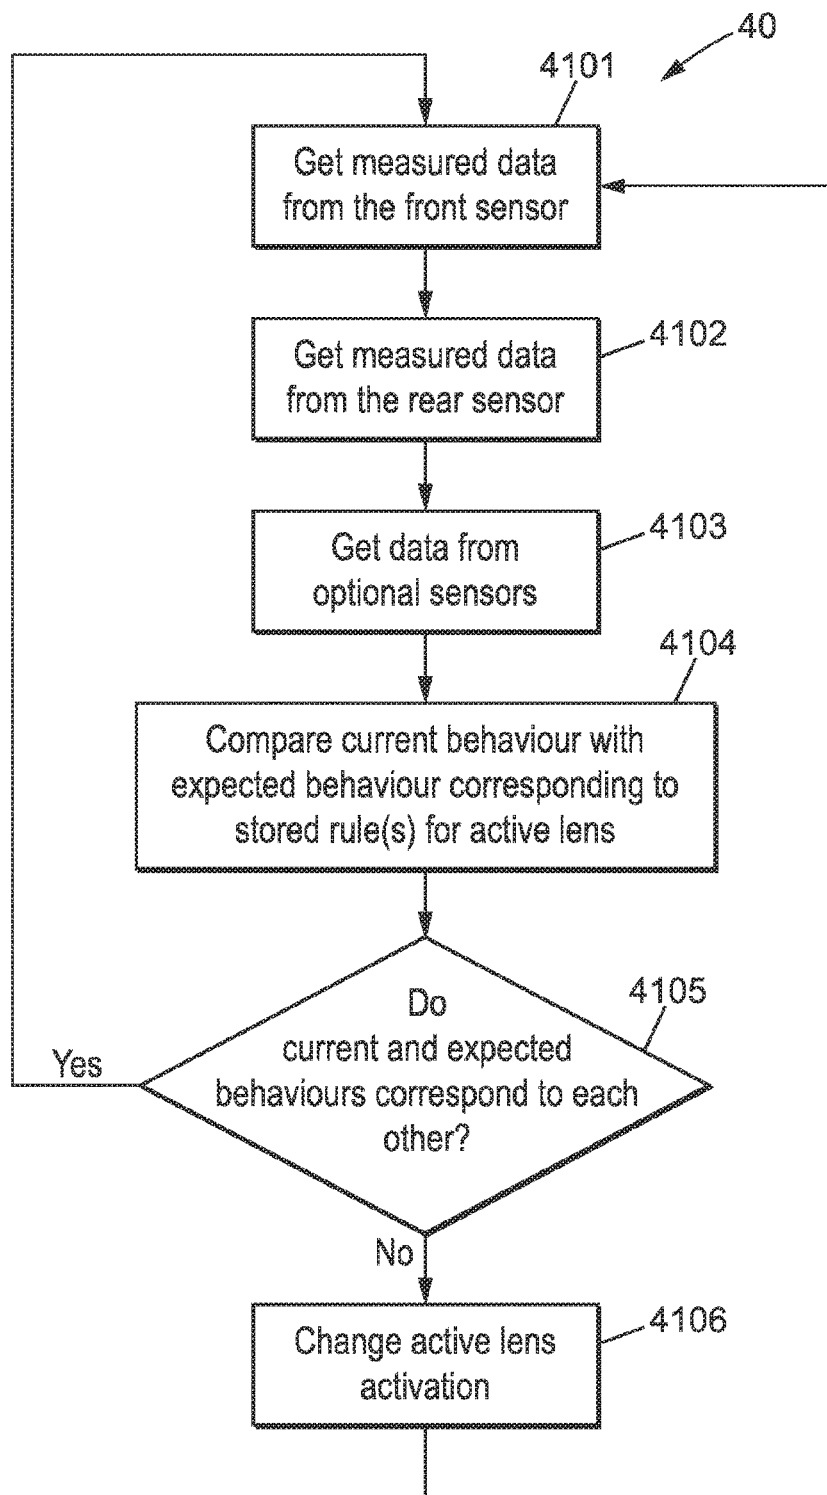 40
4101
Get measured data
from the front sensor
4102
Get measured data
from the rear sensor
4103
Get data from
optional sensors
4104
Compare current behaviour with
expected behaviour corresponding to
stored rule(s) for active lens
4105
Do
current and expected
behaviours correspond to each
other?
Yes
No
4106
Change active lens
activation